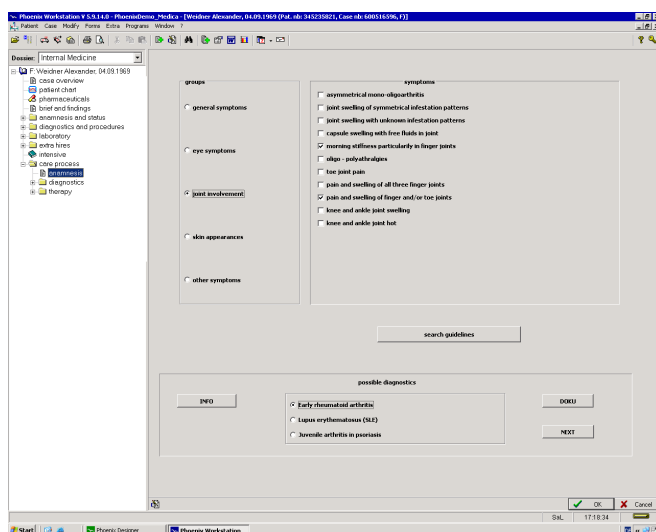 Phoenix Workstation V 5.9.1.4.0 - PhoenixDemo_Medica - [Weidner Alexander, 04.09.1969 (Pat. nb: 345235821, Case nb: 600516596, F)]
Patient Case Modify Forms Extra Programs Window ?
Dossier: Internal Medicine
F: Weidner Alexander, 04.09.1969
case overview
patient chart
pharmaceuticals
brief and findings
anamnesis and status
diagnostics and procedures
laboratory
extra hires
intensive
care process
anamnesis
diagnostics
therapy
groups
general symptoms
eye symptoms
joint involvement
skin appearances
other symptoms
symptoms
asymmetrical mono-oligoarthritis
joint swelling of symmetrical infestation patterns
joint swelling with unknown infestation patterns
capsule swelling with free fluids in joint
morning stiffness particularly in finger joints
oligo - polyathralgies
toe joint pain
pain and swelling of all three finger joints
pain and swelling of finger and/or toe joints
knee and ankle joint swelling
knee and ankle joint hot
search guidelines
possible diagnostics
INFO
Early rheumatoid arthritis
Lupus erythematosus (SLE)
Juvenile arthritis in psoriasis
DOKU
NEXT
OK Cancel
SaL 17:18:34
Start Phoenix Designer Phoenix Workstation